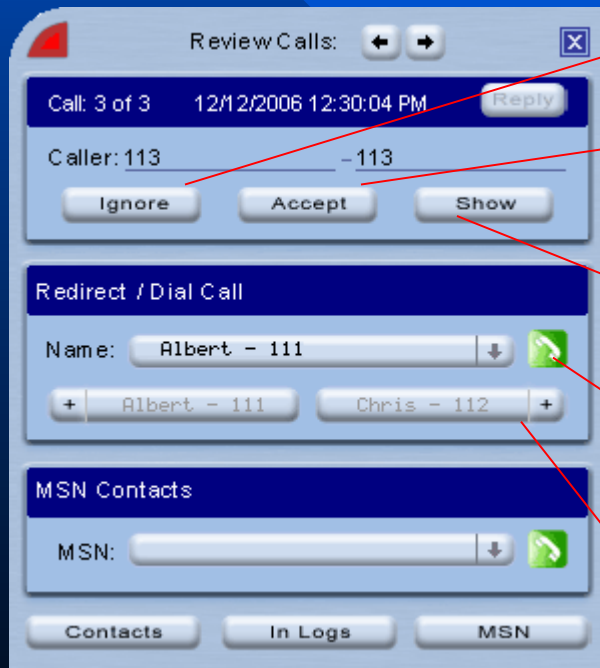 Review Calls:
Call: 3 of 3 12/12/2006 12:30:04 PM Reply
Caller: 113 - 113
Ignore Accept Show
Redirect / Dial Call
Name: Albert - 111
+ Albert - 111 Chris - 112 +
MSN Contacts
MSN:
Contacts In Logs MSN